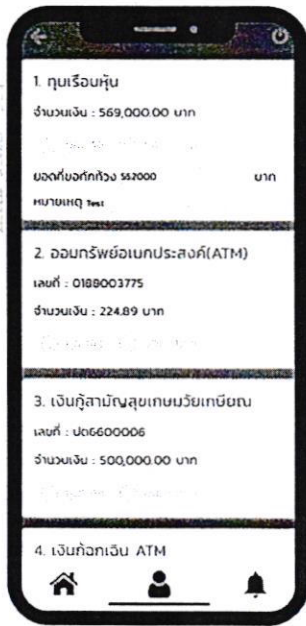 1. ทุนเรือนหุ้น
จำนวนเงิน : 569,000.00 บาท
ยอดที่ขอทักท้วง 552000 บาท
หมายเหตุ Test
2. ออมทรัพย์อเนกประสงค์(ATM)
เลขที่ : 0188003775
จำนวนเงิน : 224.89 บาท
3. เงินกู้สามัญสุขเกษมวัยเกษียณ
เลขที่ : ปต6600006
จำนวนเงิน : 500,000.00 บาท
4. เงินกู้ฉุกเฉิน ATM